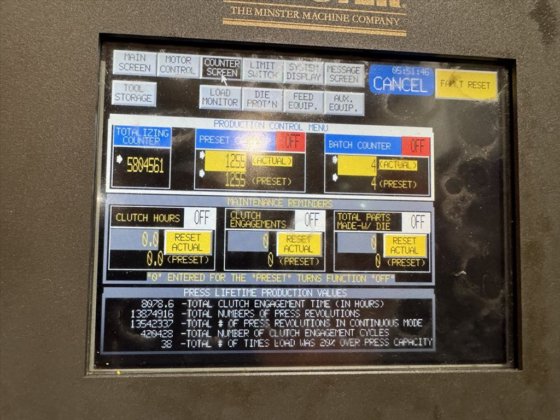 THE MINSTER MACHINE COMPANY
MAIN SCREEN
MOTOR CONTROL
COUNTER SCREEN
LIMIT SWITCH
SYSTEM DISPLAY
MESSAGE SCREEN
05:51:46
CANCEL
FAULT RESET
TOOL STORAGE
LOAD MONITOR
DIE PROT'N
FEED EQUIP.
AUX. EQUIP.
PRODUCTION CONTROL MENU
TOTALIZING COUNTER
5804561
PRESET
OFF
1255 (ACTUAL)
1255 (PRESET)
BATCH COUNTER
OFF
4 (ACTUAL)
4 (PRESET)
MAINTENANCE REMINDERS
CLUTCH HOURS
OFF
0.0
RESET ACTUAL
0.0 (PRESET)
CLUTCH ENGAGEMENTS
OFF
0
RESET ACTUAL
0 (PRESET)
TOTAL PARTS MADE-W/ DIE
OFF
0
RESET ACTUAL
0 (PRESET)
"0" ENTERED FOR THE "PRESET" TURNS FUNCTION "OFF"
PRESS LIFETIME PRODUCTION VALUES
8078.6 -TOTAL CLUTCH ENGAGEMENT TIME (IN HOURS)
13874916 -TOTAL NUMBERS OF PRESS REVOLUTIONS
13542337 -TOTAL # OF PRESS REVOLUTIONS IN CONTINUOUS MODE
420428 -TOTAL NUMBER OF CLUTCH ENGAGEMENT CYCLES
38 -TOTAL # OF TIMES LOAD WAS 20% OVER PRESS CAPACITY